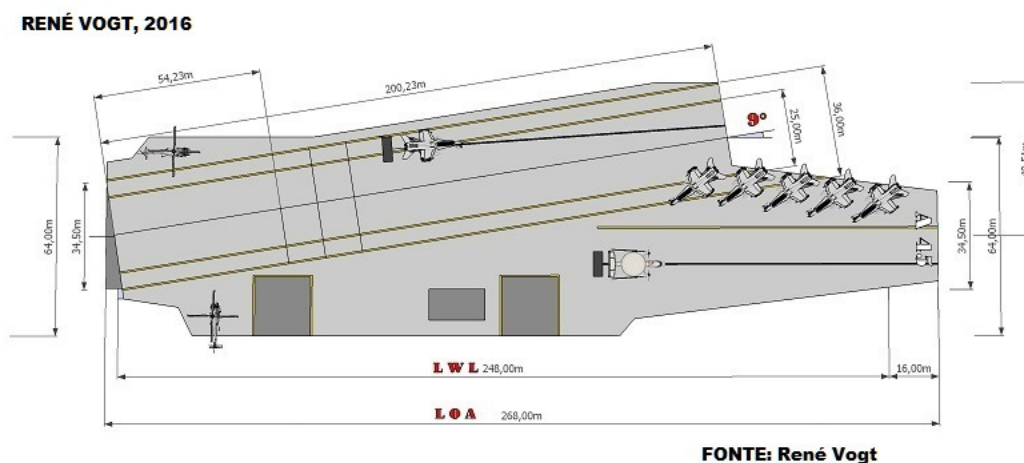 RENÉ VOGT, 2016
54,23m
200,23m
9°
25,00m
36,00m
64,00m
34,50m
34,50m
64,00m
L W L 248,00m
16,00m
L O A 268,00m
FONTE: René Vogt